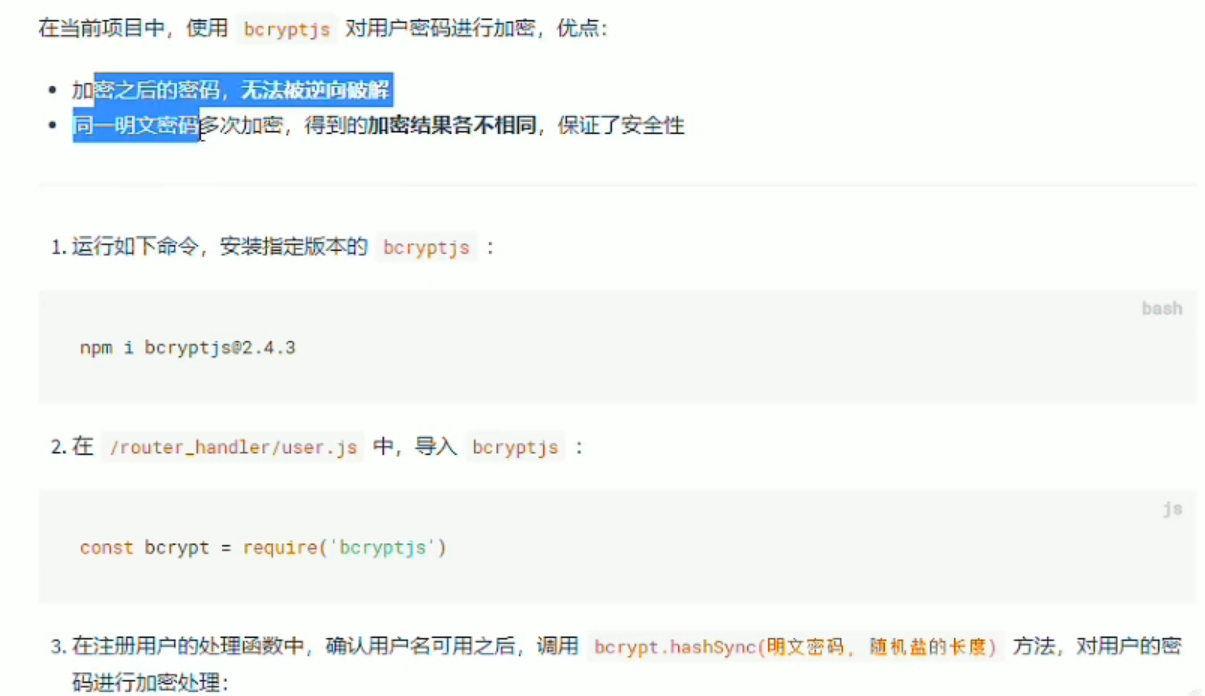 在当前项目中，使用 bcryptjs 对用户密码进行加密，优点：
• 加密之后的密码，无法被逆向破解
• 同一明文密码多次加密，得到的加密结果各不相同，保证了安全性
1. 运行如下命令，安装指定版本的 bcryptjs ：
bash
npm i bcryptjs@2.4.3
2. 在 /router_handler/user.js 中，导入 bcryptjs ：
js
const bcrypt = require('bcryptjs')
3. 在注册用户的处理函数中，确认用户名可用之后，调用 bcrypt.hashSync(明文密码, 随机盐的长度) 方法，对用户的密
码进行加密处理：